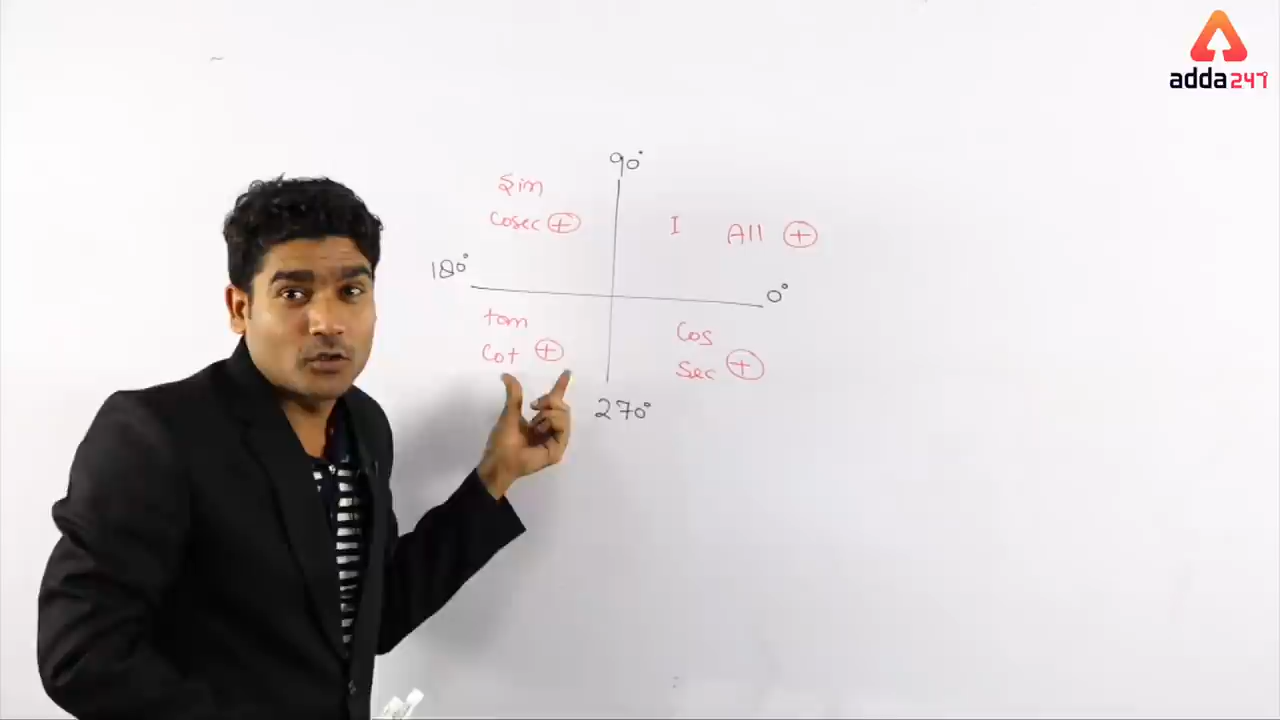 adda247
90°
Sin
Cosec +
I All +
180°
0°
tan
Cot +
Cos
Sec +
270°